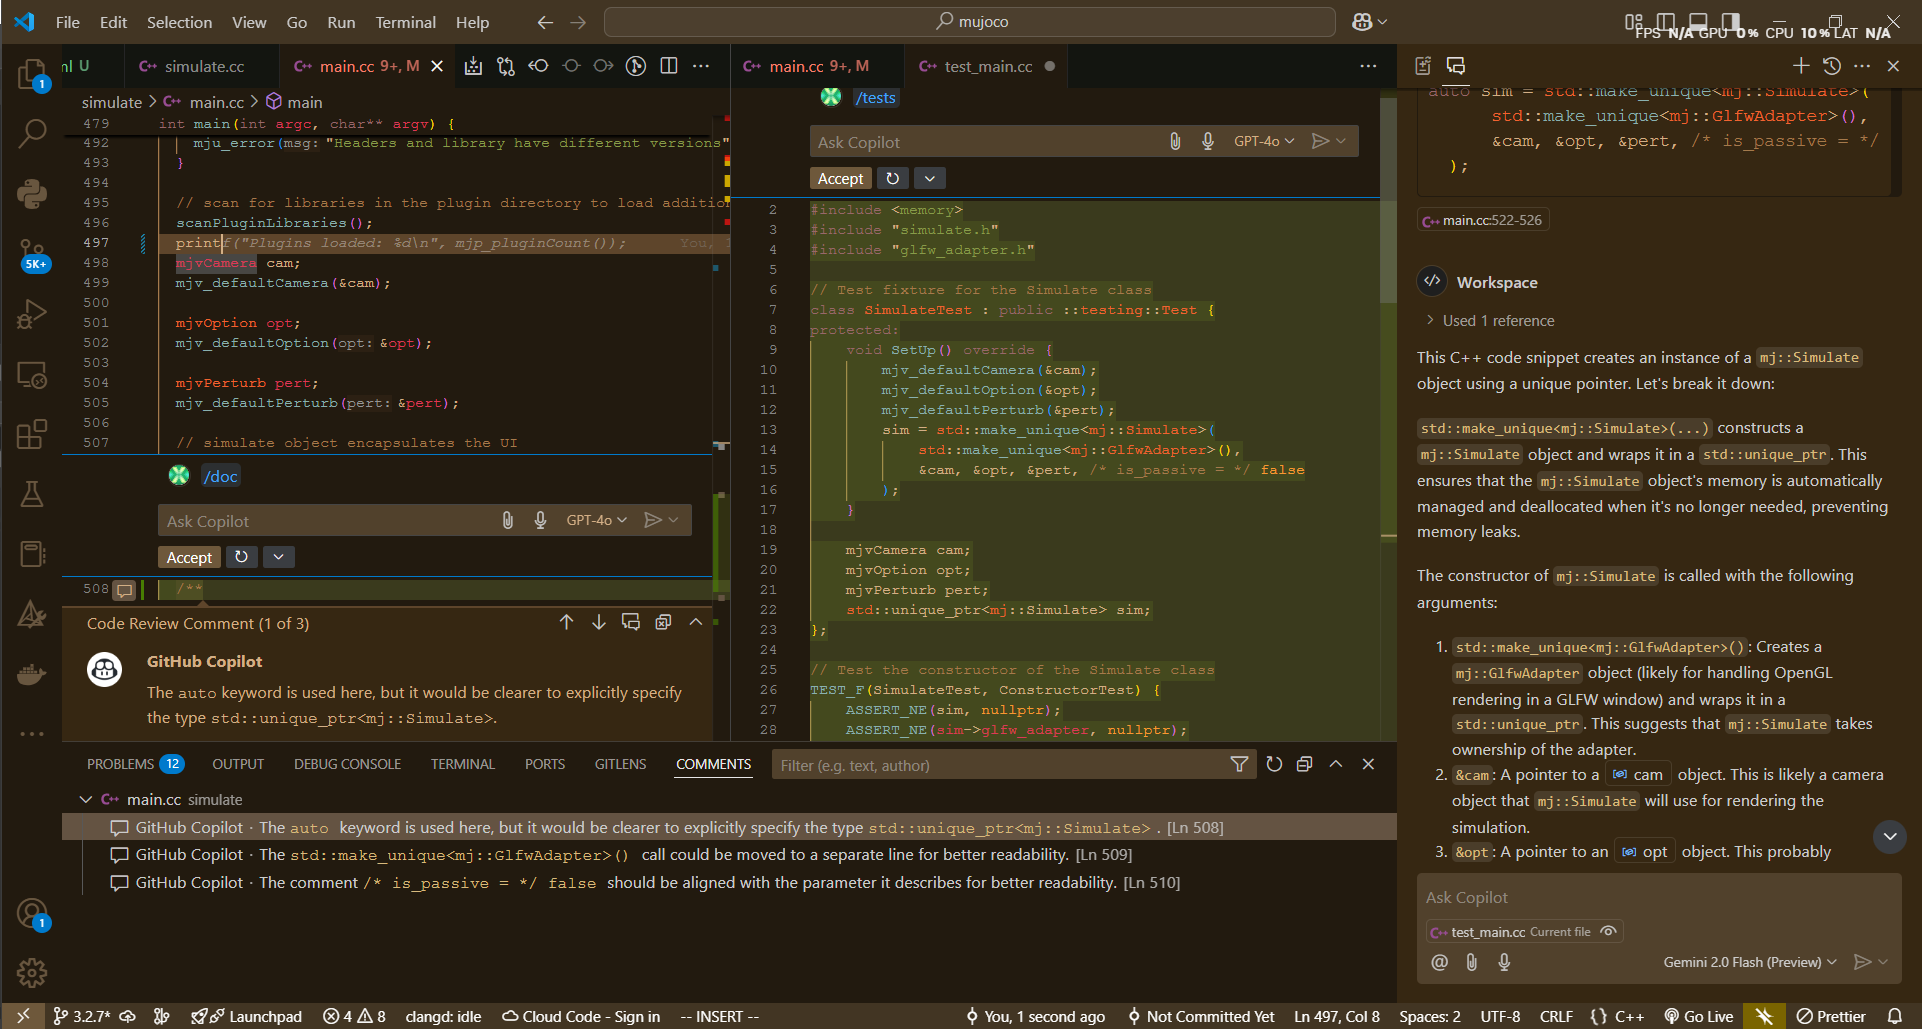 File Edit Selection View Go Run Terminal Help
mujoco
FPS N/A GPU 0% CPU 10% LAT N/A
ml U
simulate.cc
main.cc 9+, M
main.cc 9+, M
test_main.cc
simulate > main.cc > main
479 int main(int argc, char** argv) {
492 mju_error(msg: "Headers and library have different versions"
493 }
494
495 // scan for libraries in the plugin directory to load addition
496 scanPluginLibraries();
497 printf("Plugins loaded: %d\n", mjp_pluginCount()); You,
498 mjvCamera cam;
499 mjv_defaultCamera(&cam);
500
501 mjvOption opt;
502 mjv_defaultOption(opt: &opt);
503
504 mjvPerturb pert;
505 mjv_defaultPerturb(pert: &pert);
506
507 // simulate object encapsulates the UI
/doc
Ask Copilot
GPT-4o
Accept
508 /**
Code Review Comment (1 of 3)
GitHub Copilot
The auto keyword is used here, but it would be clearer to explicitly specify
the type std::unique_ptr<mj::Simulate>.
/tests
Ask Copilot
GPT-4o
Accept
2 #include <memory>
3 #include "simulate.h"
4 #include "glfw_adapter.h"
5
6 // Test fixture for the Simulate class
7 class SimulateTest : public ::testing::Test {
8 protected:
9 void SetUp() override {
10 mjv_defaultCamera(&cam);
11 mjv_defaultOption(&opt);
12 mjv_defaultPerturb(&pert);
13 sim = std::make_unique<mj::Simulate>(
14 std::make_unique<mj::GlfwAdapter>(),
15 &cam, &opt, &pert, /* is_passive = */ false
16 );
17 }
18
19 mjvCamera cam;
20 mjvOption opt;
21 mjvPerturb pert;
22 std::unique_ptr<mj::Simulate> sim;
23 };
24
25 // Test the constructor of the Simulate class
26 TEST_F(SimulateTest, ConstructorTest) {
27 ASSERT_NE(sim, nullptr);
28 ASSERT_NE(sim->glfw_adapter, nullptr);
auto sim = std::make_unique<mj::Simulate>(
std::make_unique<mj::GlfwAdapter>(),
&cam, &opt, &pert, /* is_passive = */
);
main.cc:522-526
Workspace
Used 1 reference
This C++ code snippet creates an instance of a mj::Simulate
object using a unique pointer. Let's break it down:
std::make_unique<mj::Simulate>(...) constructs a
mj::Simulate object and wraps it in a std::unique_ptr. This
ensures that the mj::Simulate object's memory is automatically
managed and deallocated when it's no longer needed, preventing
memory leaks.
The constructor of mj::Simulate is called with the following
arguments:
1. std::make_unique<mj::GlfwAdapter>(): Creates a
mj::GlfwAdapter object (likely for handling OpenGL
rendering in a GLFW window) and wraps it in a
std::unique_ptr. This suggests that mj::Simulate takes
ownership of the adapter.
2. &cam: A pointer to a cam object. This is likely a camera
object that mj::Simulate will use for rendering the
simulation.
3. &opt: A pointer to an opt object. This probably
Ask Copilot
test_main.cc Current file
Gemini 2.0 Flash (Preview)
PROBLEMS 12 OUTPUT DEBUG CONSOLE TERMINAL PORTS GITLENS COMMENTS
Filter (e.g. text, author)
main.cc simulate
GitHub Copilot · The auto keyword is used here, but it would be clearer to explicitly specify the type std::unique_ptr<mj::Simulate> . [Ln 508]
GitHub Copilot · The std::make_unique<mj::GlfwAdapter>() call could be moved to a separate line for better readability. [Ln 509]
GitHub Copilot · The comment /* is_passive = */ false should be aligned with the parameter it describes for better readability. [Ln 510]
1
5K+
1
3.2.7* Launchpad 4 8 clangd: idle Cloud Code - Sign in -- INSERT -- You, 1 second ago Not Committed Yet Ln 497, Col 8 Spaces: 2 UTF-8 CRLF {} C++ Go Live Prettier